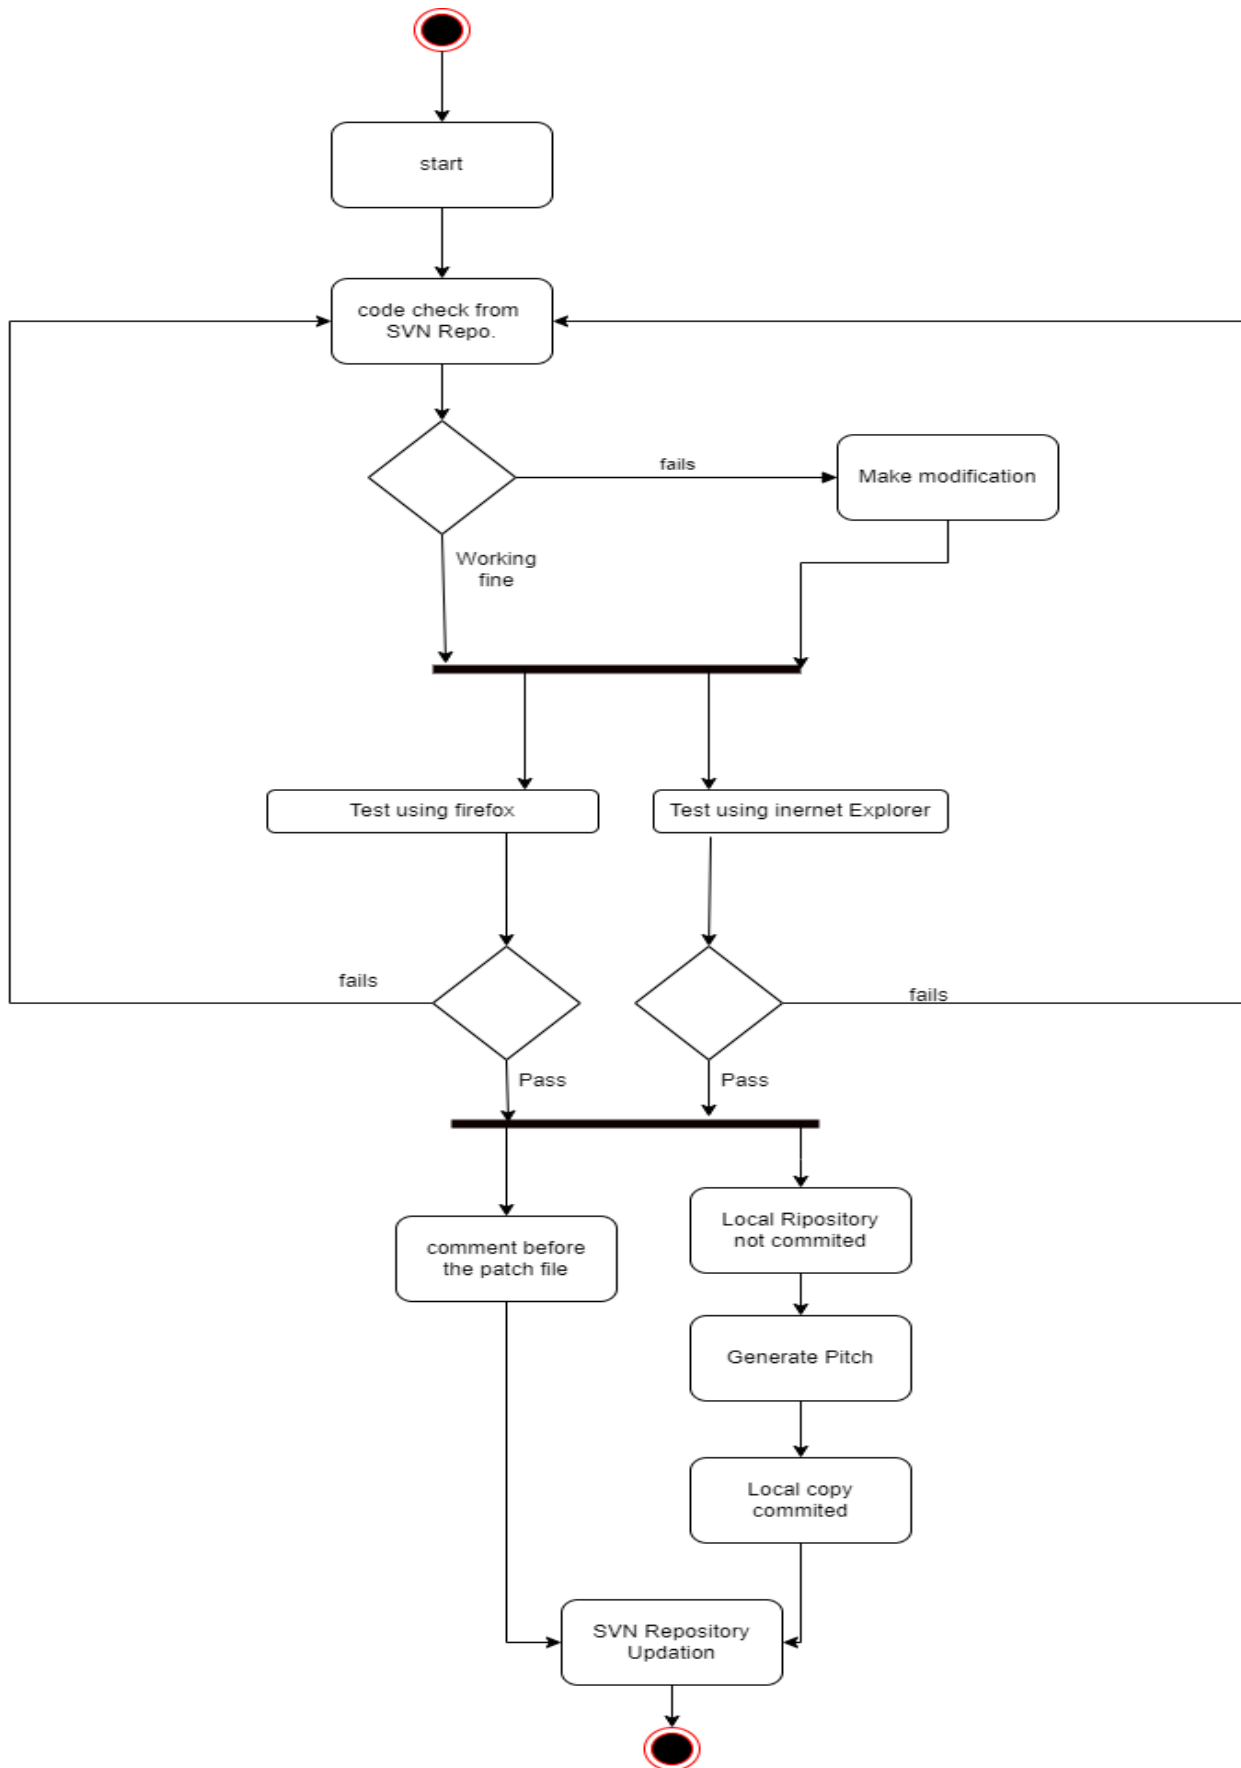 start
code check from
SVN Repo.
fails
Make modification
Working
fine
Test using firefox
Test using inernet Explorer
fails
fails
Pass
Pass
comment before
the patch file
Local Ripository
not commited
Generate Pitch
Local copy
commited
SVN Repository
Updation